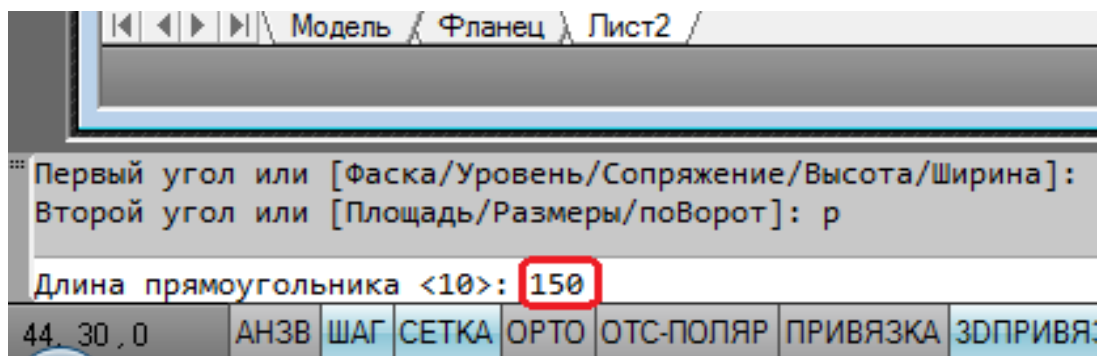 Модель / Фланец \ Лист2 /
Первый угол или [Фаска/Уровень/Сопряжение/Высота/Ширина]:
Второй угол или [Площадь/Размеры/поВорот]: р
Длина прямоугольника <10>: 150
44, 30 , 0 АНЗВ ШАГ СЕТКА ОРТО ОТС-ПОЛЯР ПРИВЯЗКА 3DПРИВЯ